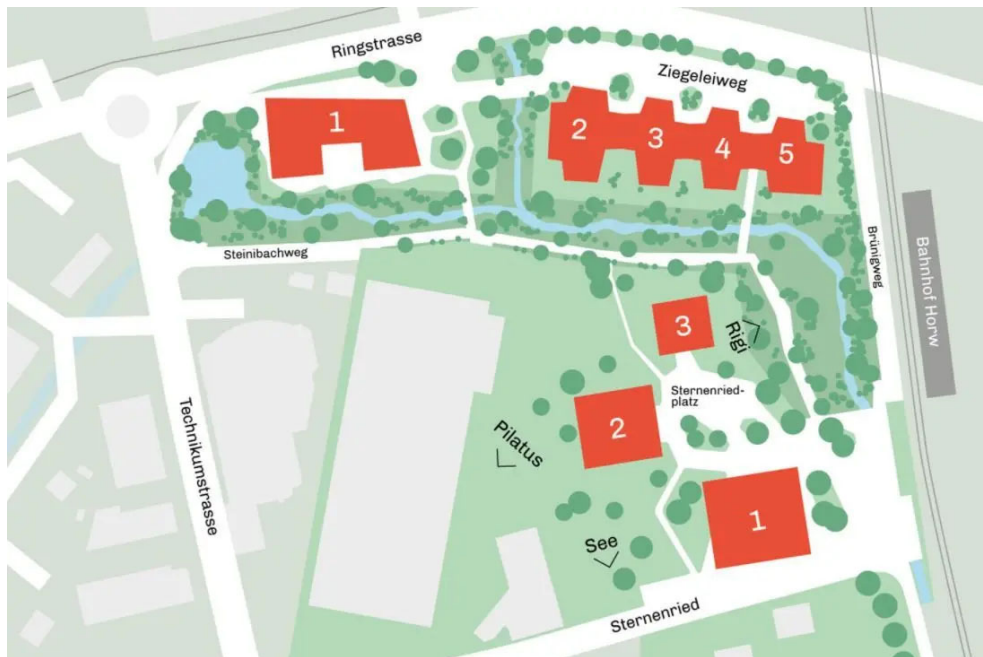 Ringstrasse
Ziegeleiweg
1
2
3
4
5
Steinibachweg
Brünigweg
Bahnhof Horw
3
Rigi
Sternenried-
platz
2
Pilatus
Technikumstrasse
1
See
Sternenried